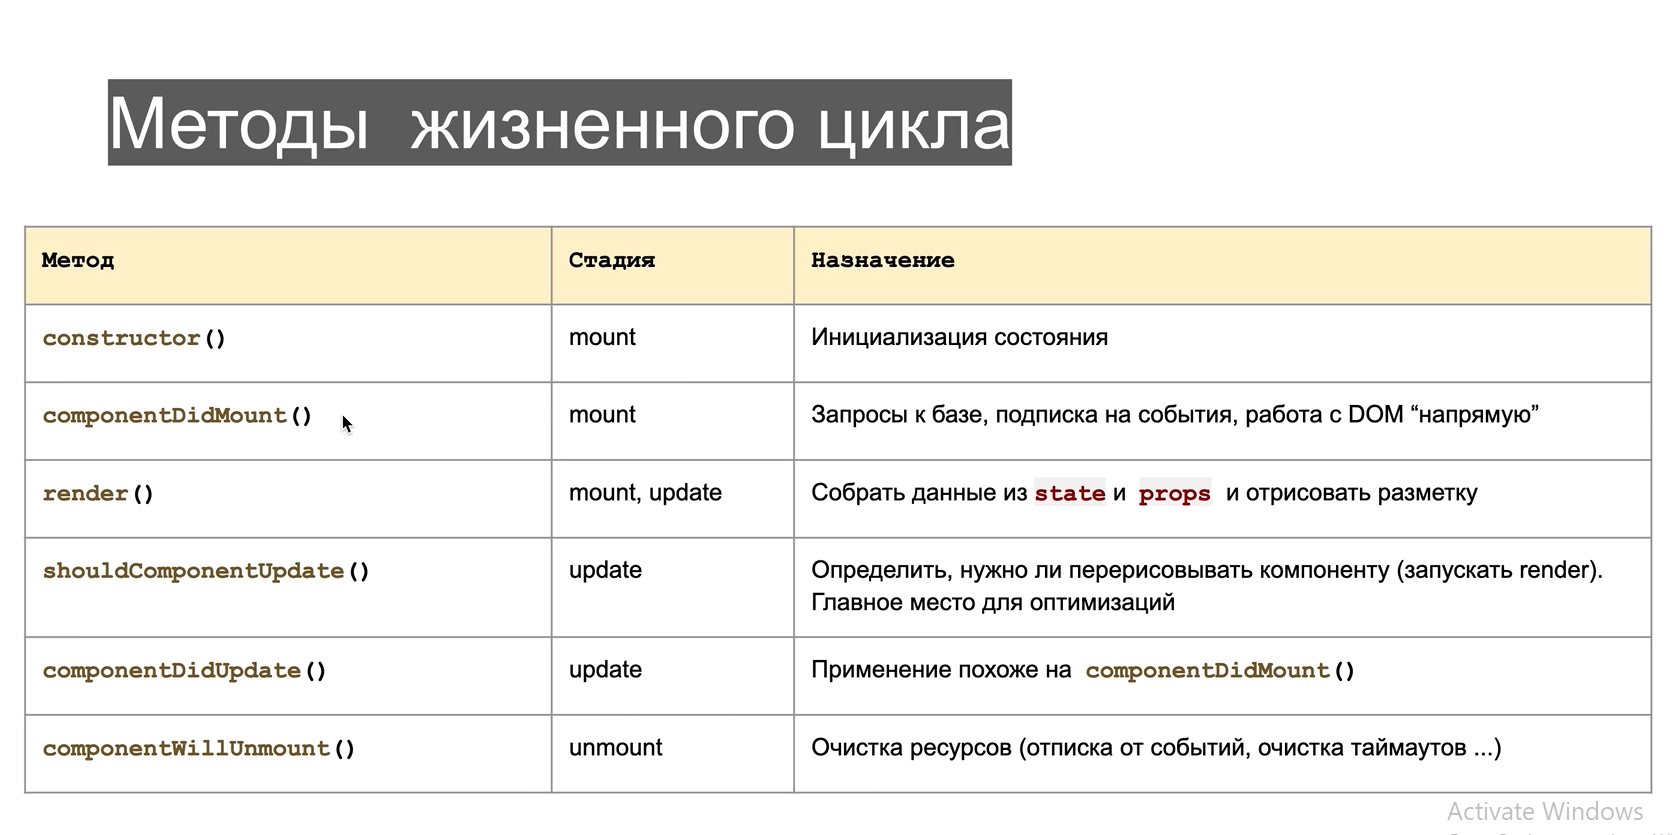 Методы жизненного цикла
Метод Стадия Назначение
constructor() mount Инициализация состояния
componentDidMount() mount Запросы к базе, подписка на события, работа с DOM “напрямую”
render() mount, update Собрать данные из state и props и отрисовать разметку
shouldComponentUpdate() update Определить, нужно ли перерисовывать компоненту (запускать render).
Главное место для оптимизаций
componentDidUpdate() update Применение похоже на componentDidMount()
componentWillUnmount() unmount Очистка ресурсов (отписка от событий, очистка таймаутов ...)
Activate Windows